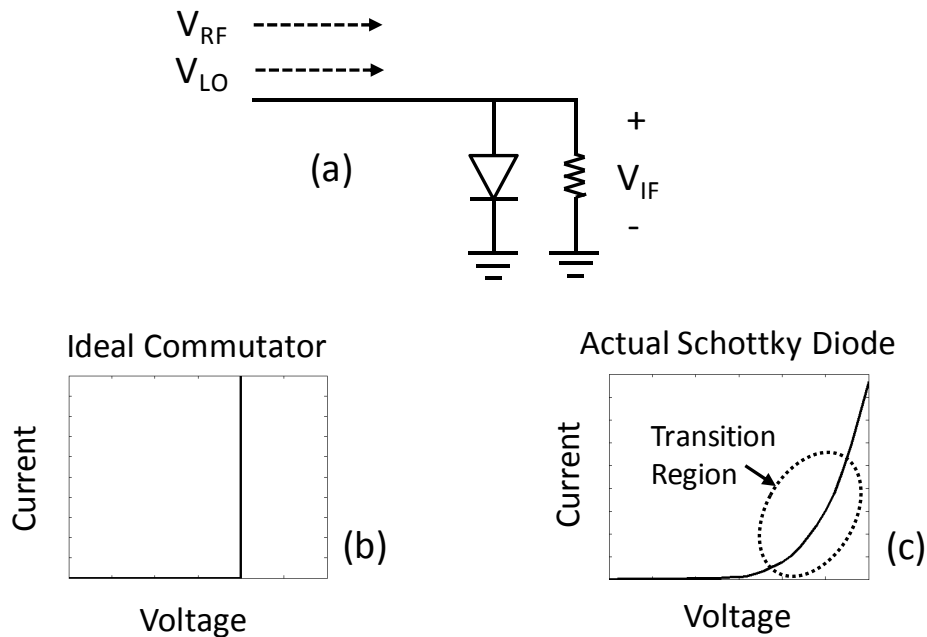 V_RF
V_LO
(a)
+
V_IF
-
Ideal Commutator
Current
Voltage
(b)
Actual Schottky Diode
Transition
Region
Current
Voltage
(c)